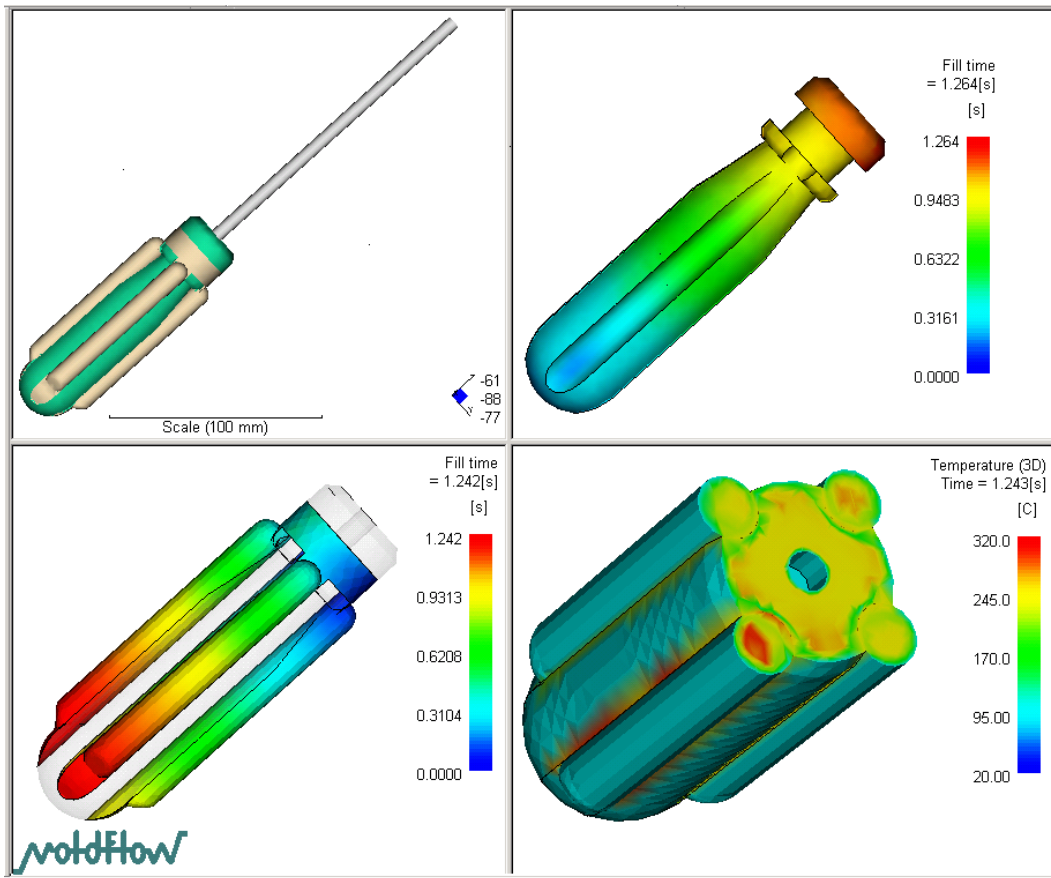 -61
-88
-77
Scale (100 mm)
Fill time
= 1.264[s]
[s]
1.264
0.9483
0.6322
0.3161
0.0000
Fill time
= 1.242[s]
[s]
1.242
0.9313
0.6208
0.3104
0.0000
moldflow
Temperature (3D)
Time = 1.243[s]
[C]
320.0
245.0
170.0
95.00
20.00